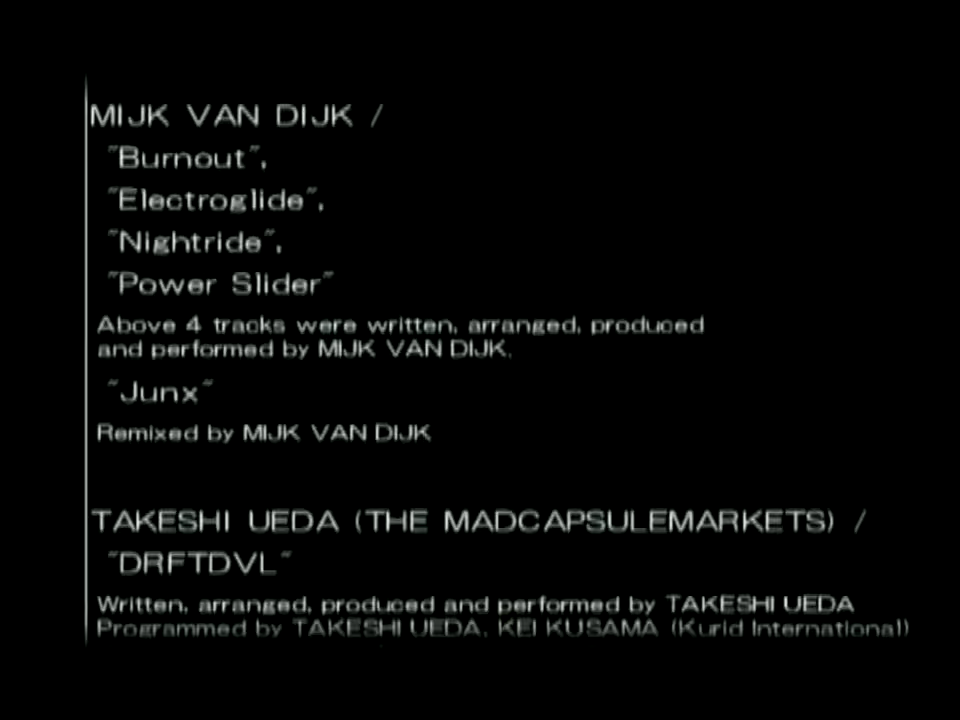 MIJK VAN DIJK /
"Burnout",
"Electroglide",
"Nightride",
"Power Slider"
Above 4 tracks were written, arranged, produced
and performed by MIJK VAN DIJK.
"Junx"
Remixed by MIJK VAN DIJK
TAKESHI UEDA (THE MADCAPSULEMARKETS) /
"DRFTDVL"
Written, arranged, produced and performed by TAKESHI UEDA
Programmed by TAKESHI UEDA, KEI KUSAMA (Kurid International)